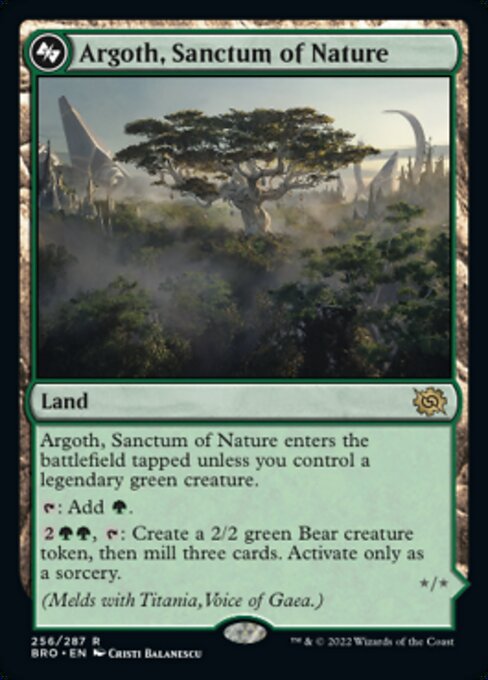 Argoth, Sanctum of Nature
Land
Argoth, Sanctum of Nature enters the
battlefield tapped unless you control a
legendary green creature.
: Add .
2, : Create a 2/2 green Bear creature
token, then mill three cards. Activate only as
a sorcery.
(Melds with Titania,Voice of Gaea.)
*/*
256/287 R
BRO • EN Cristi Balanescu
™ & © 2022 Wizards of the Coast